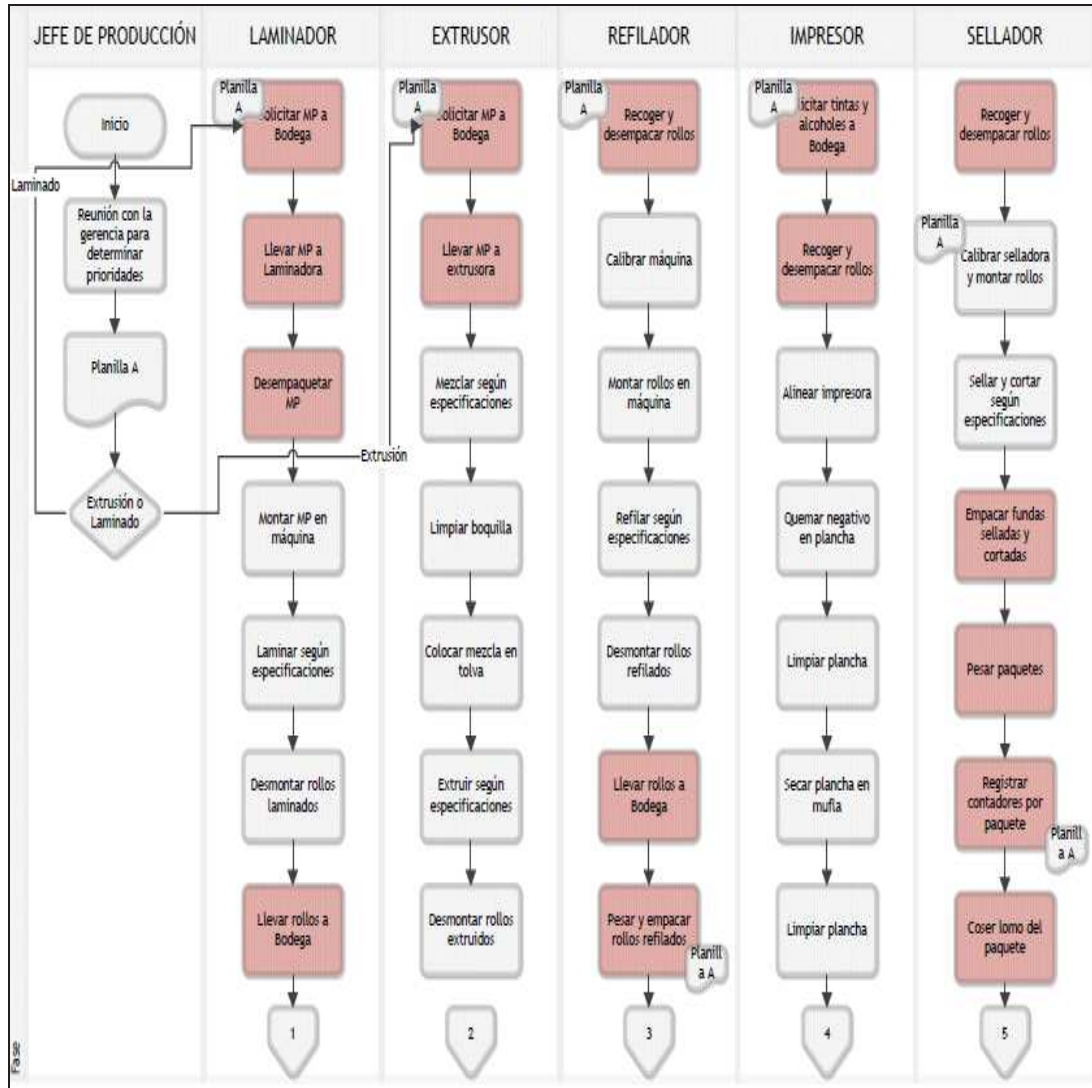 JEFE DE PRODUCCIÓN
Inicio
Laminado
Reunión con la
gerencia para
determinar
prioridades
Planilla A
Extrusión o
Laminado
Extrusión
Fase
LAMINADOR
Planilla
A
olicitar MP a
Bodega
Llevar MP a
Laminadora
Desempaquetar
MP
Montar MP en
máquina
Laminar según
especificaciones
Desmontar rollos
laminados
Llevar rollos a
Bodega
1
EXTRUSOR
Planilla
A
olicitar MP a
Bodega
Llevar MP a
extrusora
Mezclar según
especificaciones
Limpiar boquilla
Colocar mezcla en
tolva
Extruir según
especificaciones
Desmontar rollos
extruidos
2
REFILADOR
Planilla
A
Recoger y
desempacar rollos
Calibrar máquina
Montar rollos en
máquina
Refilar según
especificaciones
Desmontar rollos
refilados
Llevar rollos a
Bodega
Pesar y empacar
rollos refilados
Planill
a A
3
IMPRESOR
Planilla
A
icitar tintas y
alcoholes a
Bodega
Recoger y
desempacar rollos
Alinear impresora
Quemar negativo
en plancha
Limpiar plancha
Secar plancha en
mufla
Limpiar plancha
4
SELLADOR
Recoger y
desempacar rollos
Planilla
A
Calibrar selladora
y montar rollos
Sellar y cortar
según
especificaciones
Empacar fundas
selladas y
cortadas
Pesar paquetes
Registrar
contadores por
paquete
Planill
a A
Coser lomo del
paquete
5